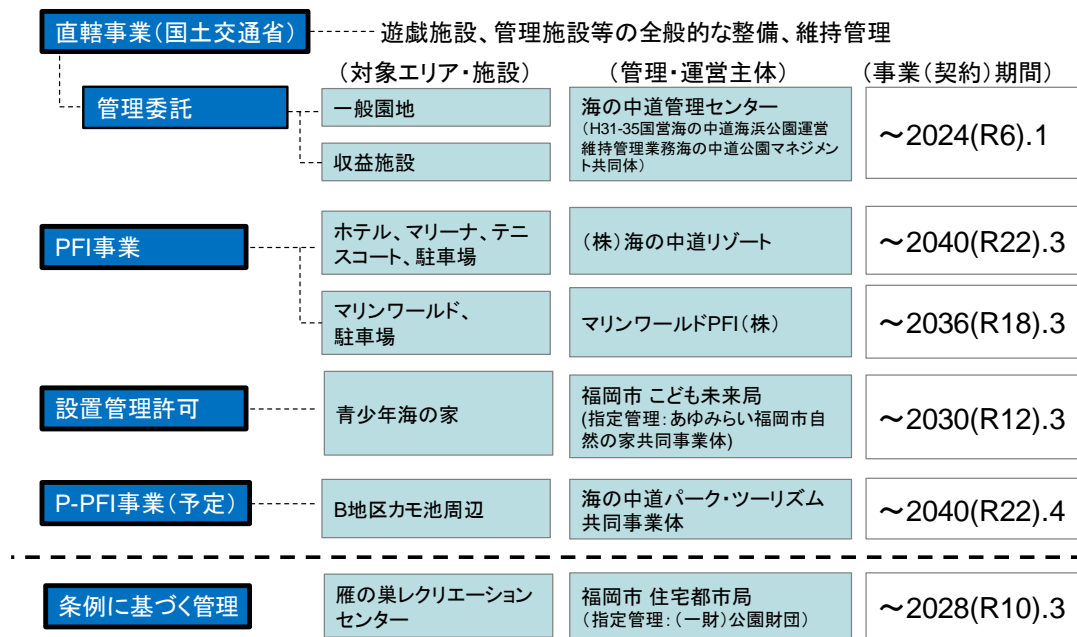 直轄事業(国土交通省)
遊戯施設、管理施設等の全般的な整備、維持管理
(対象エリア・施設)
(管理・運営主体)
(事業(契約)期間)
管理委託
一般園地
収益施設
海の中道管理センター
(H31-35国営海の中道海浜公園運営
維持管理業務海の中道公園マネジメン
ト共同体)
~2024(R6).1
PFI事業
ホテル、マリーナ、テニ
スコート、駐車場
(株)海の中道リゾート
~2040(R22).3
マリンワールド、
駐車場
マリンワールドPFI(株)
~2036(R18).3
設置管理許可
青少年海の家
福岡市 こども未来局
(指定管理:あゆみらい福岡市自
然の家共同事業体)
~2030(R12).3
P-PFI事業(予定)
B地区カモ池周辺
海の中道パーク・ツーリズム
共同事業体
~2040(R22).4
条例に基づく管理
雁の巣レクリエーション
センター
福岡市 住宅都市局
(指定管理:(一財)公園財団)
~2028(R10).3